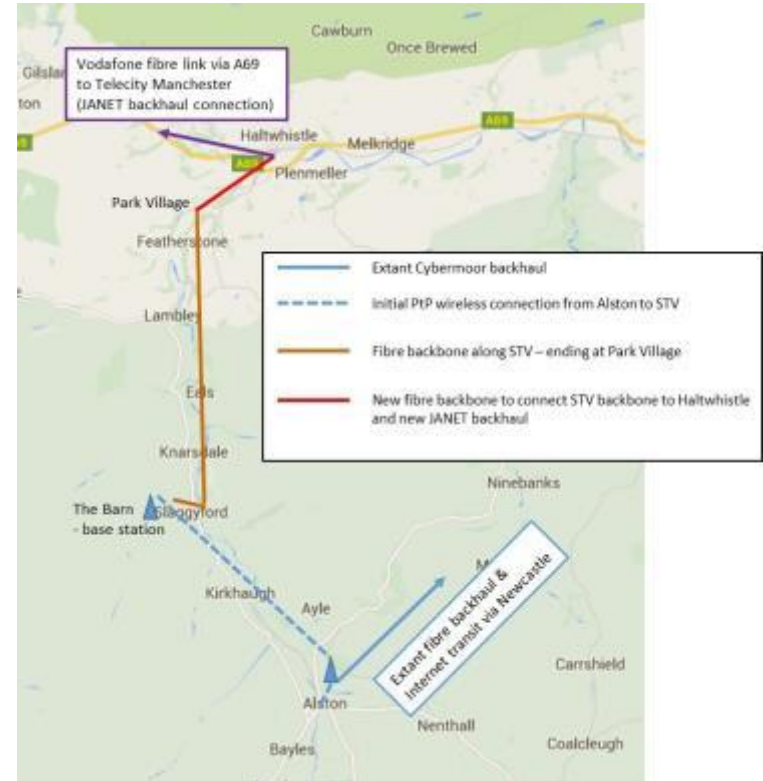 Cawburn
Once Brewed
Vodafone fibre link via A69
to Telecity Manchester
(JANET backhaul connection)
Gilsla
ton
A69
Haltwhistle
Melkridge
A69
Plenmeller
Park Village
Featherstone
Extant Cybermoor backhaul
Initial PtP wireless connection from Alston to STV
Lambley
Fibre backbone along STV – ending at Park Village
Eals
New fibre backbone to connect STV backbone to Haltwhistle
and new JANET backhaul
Knarsdale
Ninebanks
The Barn
- base station
Slaggyford
M
Extant fibre backhaul &
Internet transit via Newcastle
Kirkhaugh
Ayle
Carrshield
Alston
Nenthall
Coalcleugh
Bayles